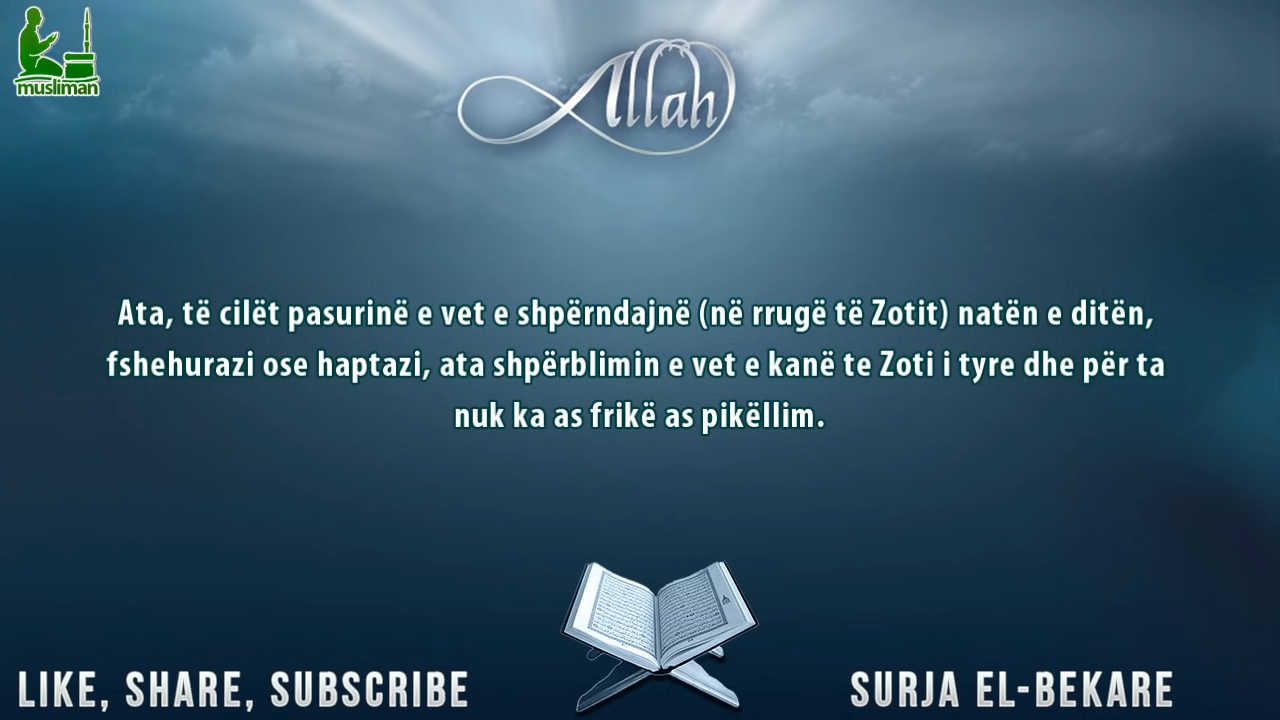 musliman
Allah
Ata, të cilët pasurinë e vet e shpërndajnë (në rrugë të Zotit) natën e ditën,
fshehurazi ose haptazi, ata shpërblimin e vet e kanë te Zoti i tyre dhe për ta
nuk ka as frikë as pikëllim.
LIKE, SHARE, SUBSCRIBE
SURJA EL-BEKARE